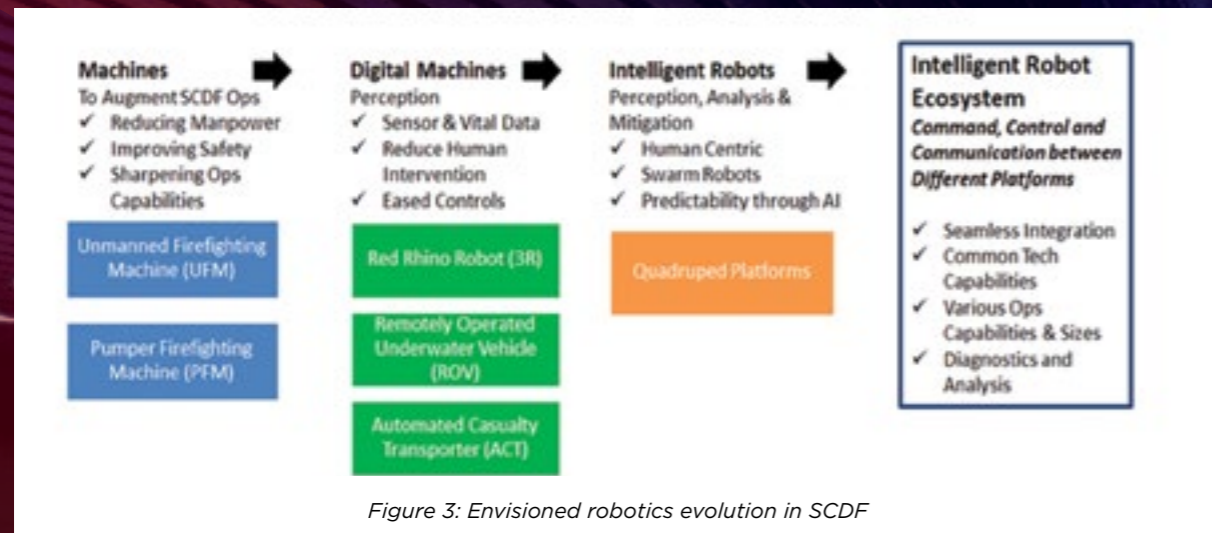 Machines
To Augment SCDF Ops
✓ Reducing Manpower
✓ Improving Safety
✓ Sharpening Ops
Capabilities
Unmanned Firefighting
Machine (UFM)
Pumper Firefighting
Machine (PFM)
Digital Machines
Perception
✓ Sensor & Vital Data
✓ Reduce Human
Intervention
✓ Eased Controls
Red Rhino Robot (3R)
Remotely Operated
Underwater Vehicle
(ROV)
Automated Casualty
Transporter (ACT)
Intelligent Robots
Perception, Analysis &
Mitigation
✓ Human Centric
✓ Swarm Robots
✓ Predictability through AI
Quadruped Platforms
Intelligent Robot
Ecosystem
Command, Control and
Communication between
Different Platforms
✓ Seamless Integration
✓ Common Tech
Capabilities
✓ Various Ops
Capabilities & Sizes
✓ Diagnostics and
Analysis
Figure 3: Envisioned robotics evolution in SCDF